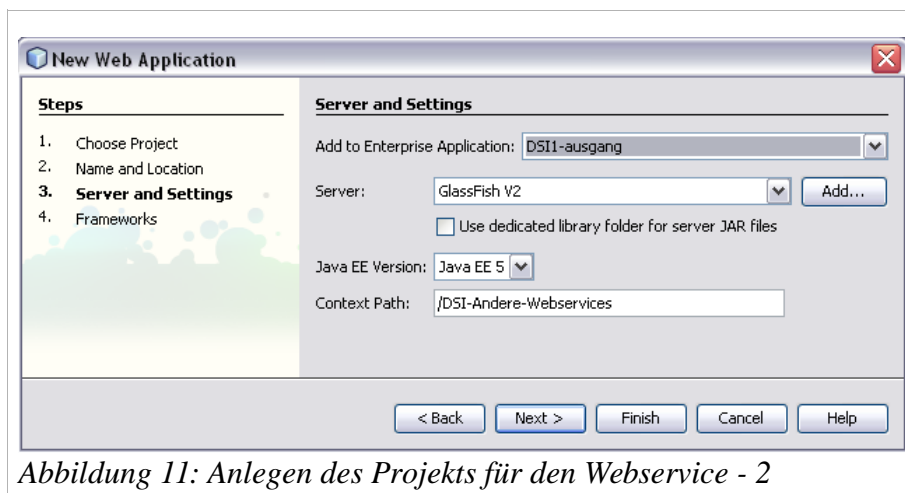 New Web Application
Steps
1. Choose Project
2. Name and Location
3. Server and Settings
4. Frameworks
Server and Settings
Add to Enterprise Application: DSI1-ausgang
Server: GlassFish V2 Add...
Use dedicated library folder for server JAR files
Java EE Version: Java EE 5
Context Path: /DSI-Andere-Webservices
< Back Next > Finish Cancel Help
Abbildung 11: Anlegen des Projekts für den Webservice - 2